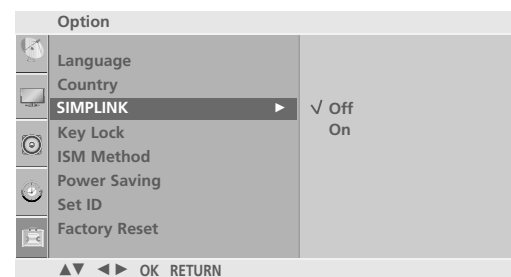 Option
Language
Country
SIMPLINK ►
Key Lock
ISM Method
Power Saving
Set ID
Factory Reset
√ Off
On
▲▼ ◄► OK RETURN